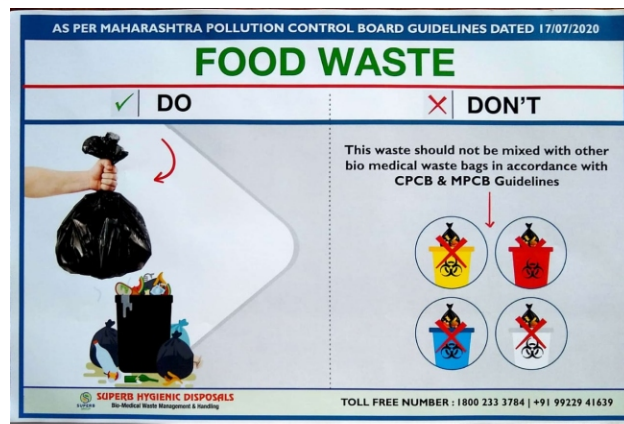 AS PER MAHARASHTRA POLLUTION CONTROL BOARD GUIDELINES DATED 17/07/2020
FOOD WASTE
DO
DON'T
This waste should not be mixed with other
bio medical waste bags in accordance with
CPCB & MPCB Guidelines
SUPERB
SUPERB HYGIENIC DISPOSALS
Bio-Medical Waste Management & Handling
TOLL FREE NUMBER : 1800 233 3784 | +91 99229 41639